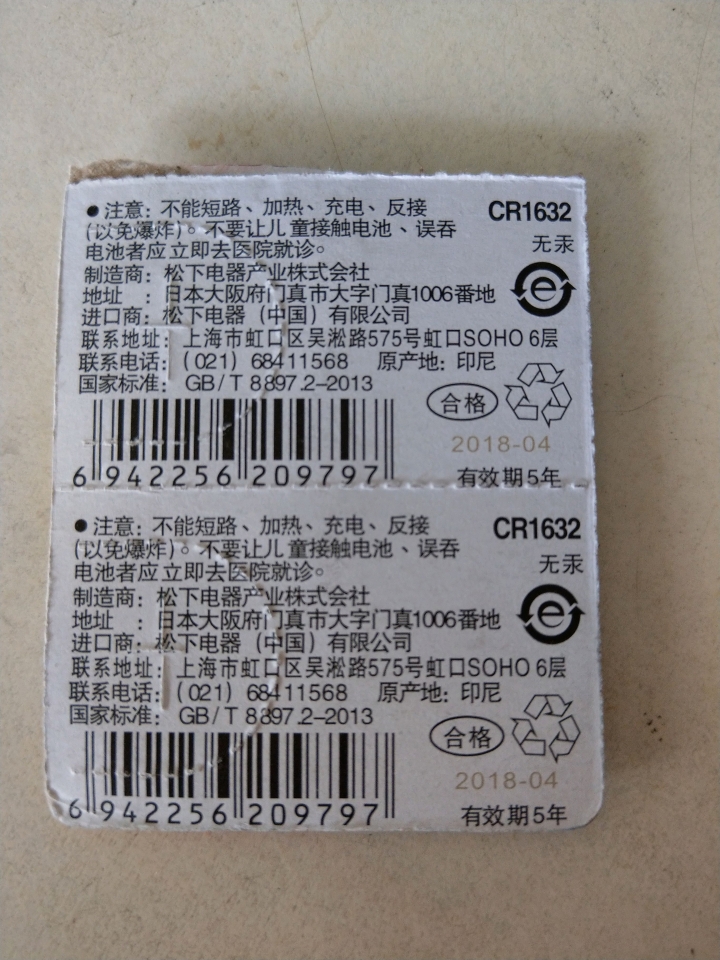 ●注意：不能短路、加热、充电、反接
CR1632
(以免爆炸)。不要让儿童接触电池、误吞
无汞
电池者应立即去医院就诊。
制造商：松下电器产业株式会社
e
地址　：日本大阪府门真市大字门真1006番地
进口商：松下电器（中国）有限公司
联系地址：上海市虹口区吴淞路575号虹口SOHO 6层
联系电话：（021）68411568　原产地：印尼
国家标准：GB/T 8897.2–2013
合格
2018-04
6 942256 209797
有效期5年
●注意：不能短路、加热、充电、反接
CR1632
(以免爆炸)。不要让儿童接触电池、误吞
无汞
电池者应立即去医院就诊。
制造商：松下电器产业株式会社
e
地址　：日本大阪府门真市大字门真1006番地
进口商：松下电器（中国）有限公司
联系地址：上海市虹口区吴淞路575号虹口SOHO 6层
联系电话：（021）68411568　原产地：印尼
国家标准：GB/T 8897.2–2013
合格
2018-04
6 942256 209797
有效期5年